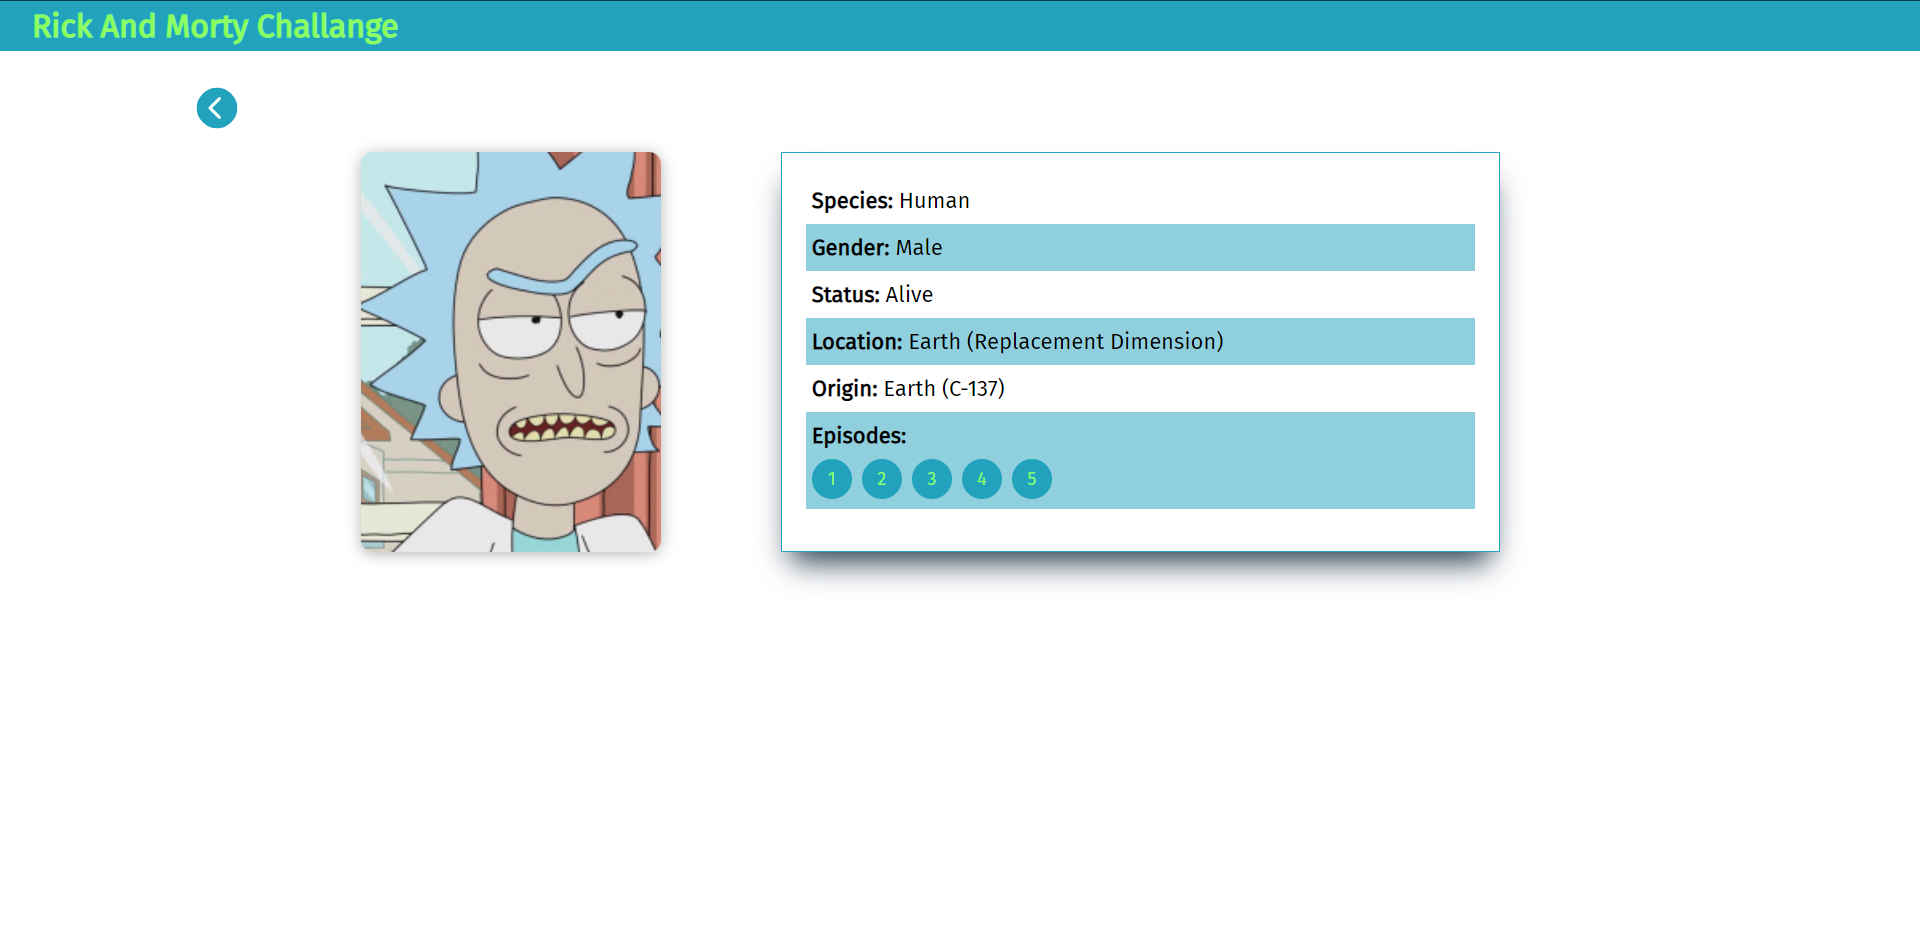 Rick And Morty Challange
Species: Human
Gender: Male
Status: Alive
Location: Earth (Replacement Dimension)
Origin: Earth (C-137)
Episodes:
1 2 3 4 5